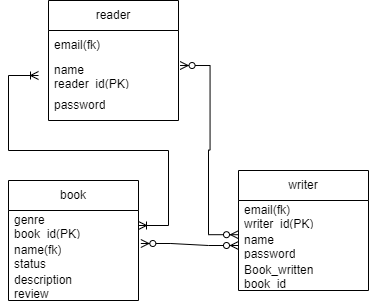 reader
email(fk)
name
reader_id(PK)
password
book
genre
book_id(PK)
name(fk)
status
description
review
writer
email(fk)
writer_id(PK)
name
password
Book_written
book_id